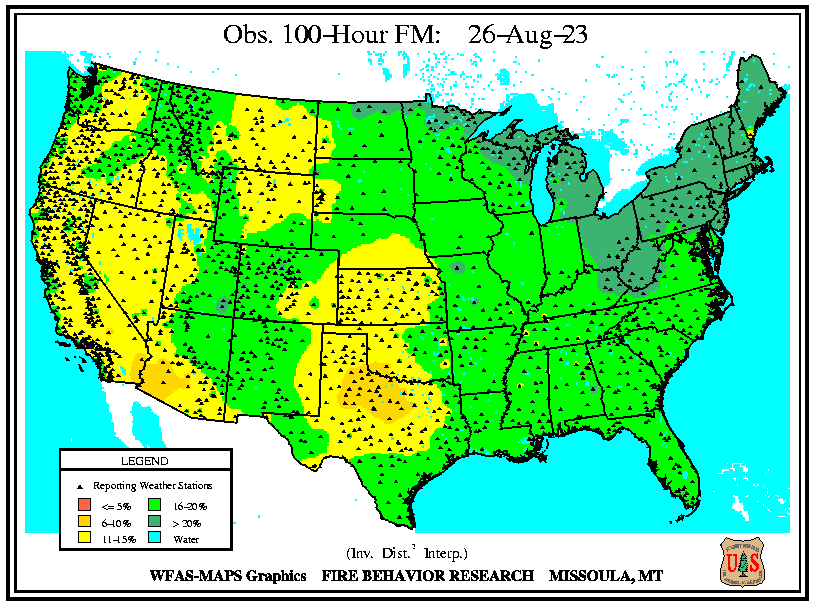 Obs. 100-Hour FM: 26-Aug-23
LEGEND
Reporting Weather Stations
<= 5% 16-20%
6-10% > 20%
11-15% Water
(Inv. Dist.² Interp.)
WFAS-MAPS Graphics FIRE BEHAVIOR RESEARCH MISSOULA, MT
U S